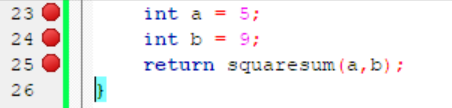 23 int a = 5;
24 int b = 9;
25 return squaresum(a,b);
26 }